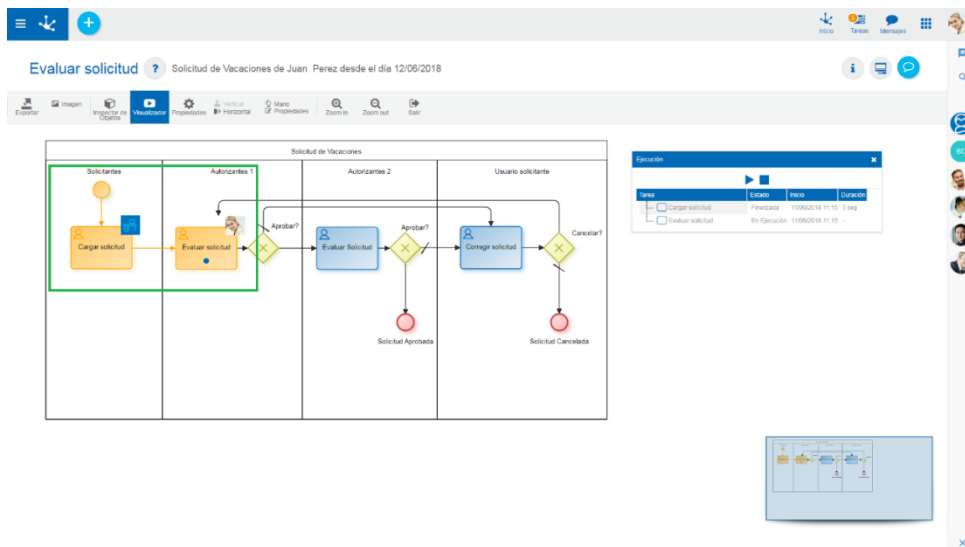 Inicio
Tareas
Mensajes
Evaluar solicitud ? Solicitud de Vacaciones de Juan Perez desde el día 12/06/2018
i
Exportar
Imagen
Inspector de Objetos
Visualizador
Propiedades
Vertical
Horizontal
Mano
Propiedades
Zoom in
Zoom out
Salir
Solicitud de Vacaciones
Solicitantes
Autorizantes 1
Autorizantes 2
Usuario solicitante
Cargar solicitud
Evaluar solicitud
Aprobar?
Evaluar Solicitud
Aprobar?
Corregir solicitud
Cancelar?
Solicitud Aprobada
Solicitud Cancelada
Ejecución
Tarea Estado Inicio Duración
Cargar solicitud Finalizada 11/06/2018 11:15 3 seg
Evaluar solicitud En Ejecución 11/06/2018 11:15 -